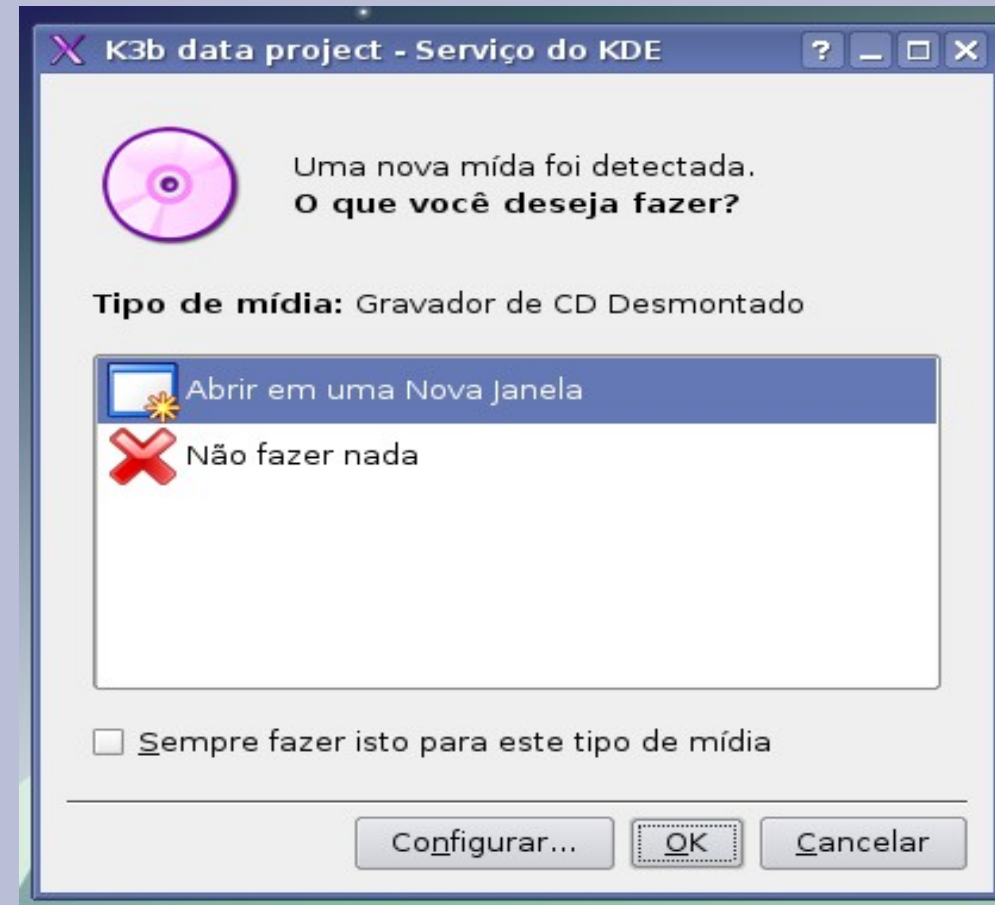 K3b data project - Serviço do KDE
Uma nova mída foi detectada.
O que você deseja fazer?
Tipo de mídia: Gravador de CD Desmontado
Abrir em uma Nova Janela
Não fazer nada
Sempre fazer isto para este tipo de mídia
Configurar... OK Cancelar